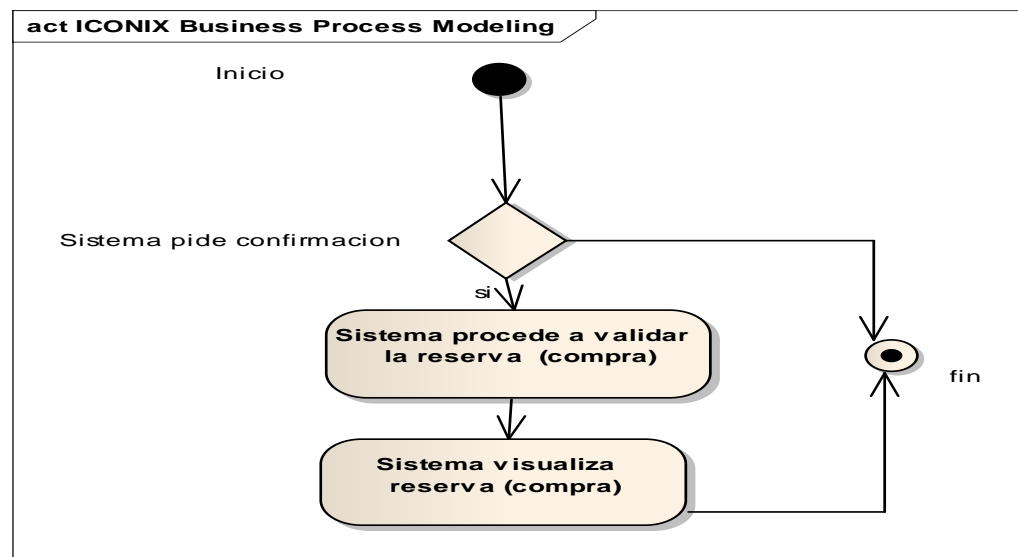 act ICONIX Business Process Modeling
Inicio
Sistema pide confirmacion
si
Sistema procede a validar
la reserva (compra)
fin
Sistema visualiza
reserva (compra)